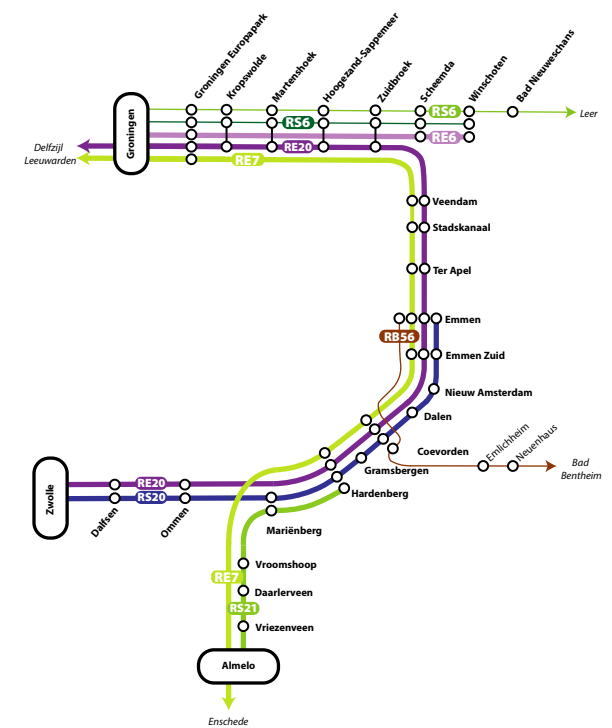 Groningen Europapark
Kropswolde
Martenshoek
Hoogezand-Sappemeer
Zuidbroek
Scheemda
Winschoten
Bad Nieuweschans
Groningen
RS6
Leer
RS6
RE6
Delfzijl
Leeuwarden
RE20
RE7
Veendam
Stadskanaal
Ter Apel
Emmen
RB56
Emmen Zuid
Nieuw Amsterdam
Dalen
Coevorden
Emlichheim
Neuenhaus
Bad
Bentheim
Gramsbergen
Hardenberg
Zwolle
RE20
RS20
Dalfsen
Ommen
Mariënberg
Vroomshoop
RE7
Daarlerveen
RS21
Vriezenveen
Almelo
Enschede